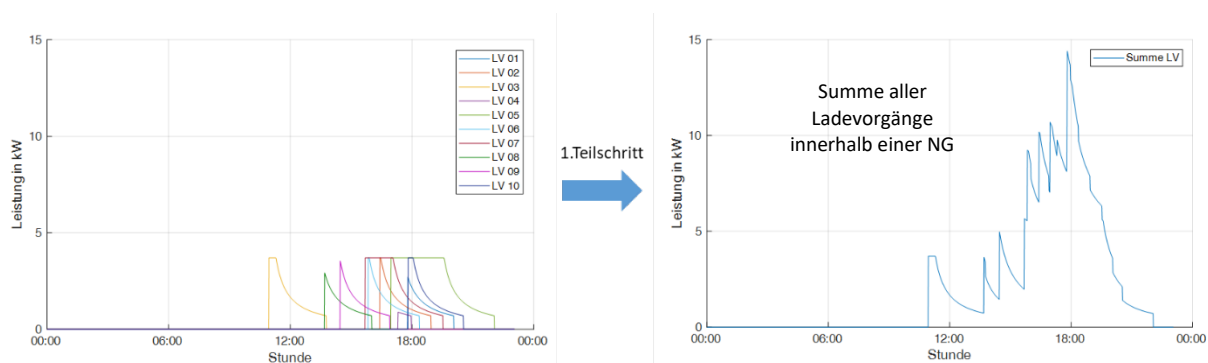 15
10
5
0
Leistung in kW
00:00
06:00
12:00
18:00
00:00
Stunde
LV 01
LV 02
LV 03
LV 04
LV 05
LV 06
LV 07
LV 08
LV 09
LV 10
1.Teilschritt
15
10
5
0
Leistung in kW
00:00
06:00
12:00
18:00
00:00
Stunde
Summe LV
Summe aller
Ladevorgänge
innerhalb einer NG